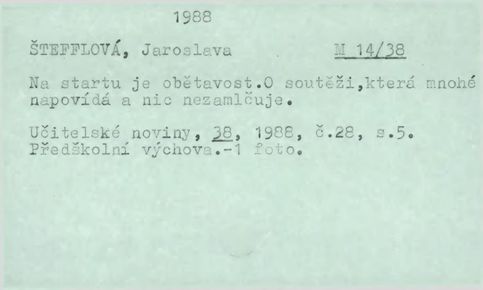 1988
ŠTEFFLOVÁ, Jaroslava M 14/38
Na startu je obětavost.O soutěži,která mnohé
napovídá a nic nezamlčuje.
Učitelské noviny, 38, 1988, č.28, s.5.
Předškolní výchova.-1 foto.